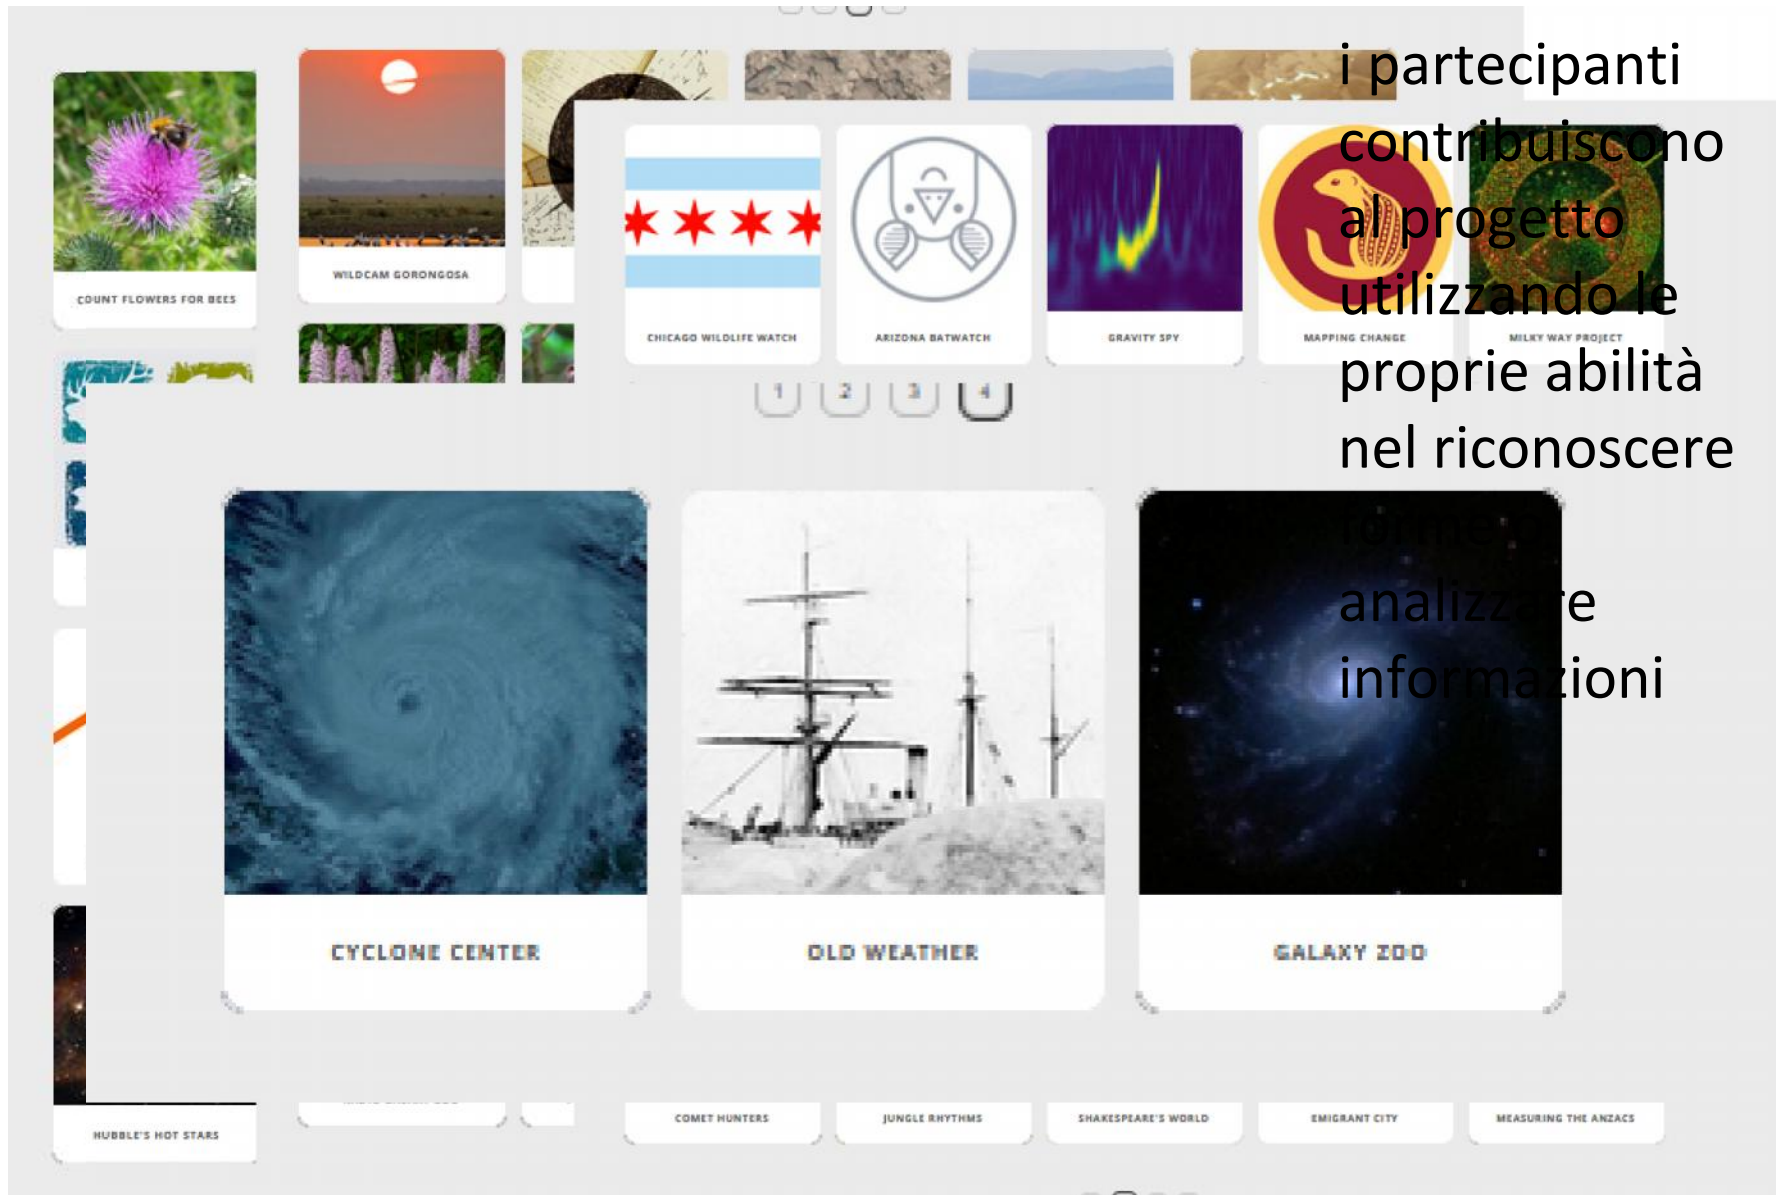 i partecipanti
contribuiscono
al progetto
utilizzando le
proprie abilità
nel riconoscere
forme o
analizzare
informazioni
COUNT FLOWERS FOR BEES
WILDCAM GORONGOSA
CHICAGO WILDLIFE WATCH
ARIZONA BATWATCH
GRAVITY SPY
MAPPING CHANGE
MILKY WAY PROJECT
1 2 3 4
CYCLONE CENTER
OLD WEATHER
GALAXY ZOO
COMET HUNTERS
JUNGLE RHYTHMS
SHAKESPEARE'S WORLD
EMIGRANT CITY
MEASURING THE ANZACS
HUBBLE'S HOT STARS